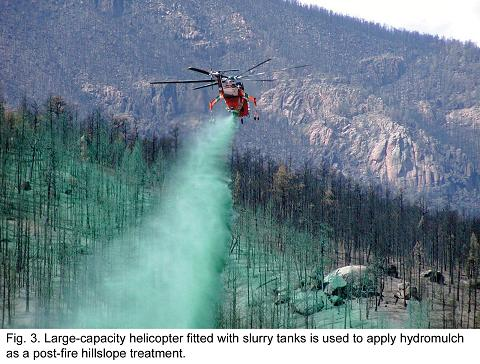 Fig. 3. Large-capacity helicopter fitted with slurry tanks is used to apply hydromulch
as a post-fire hillslope treatment.